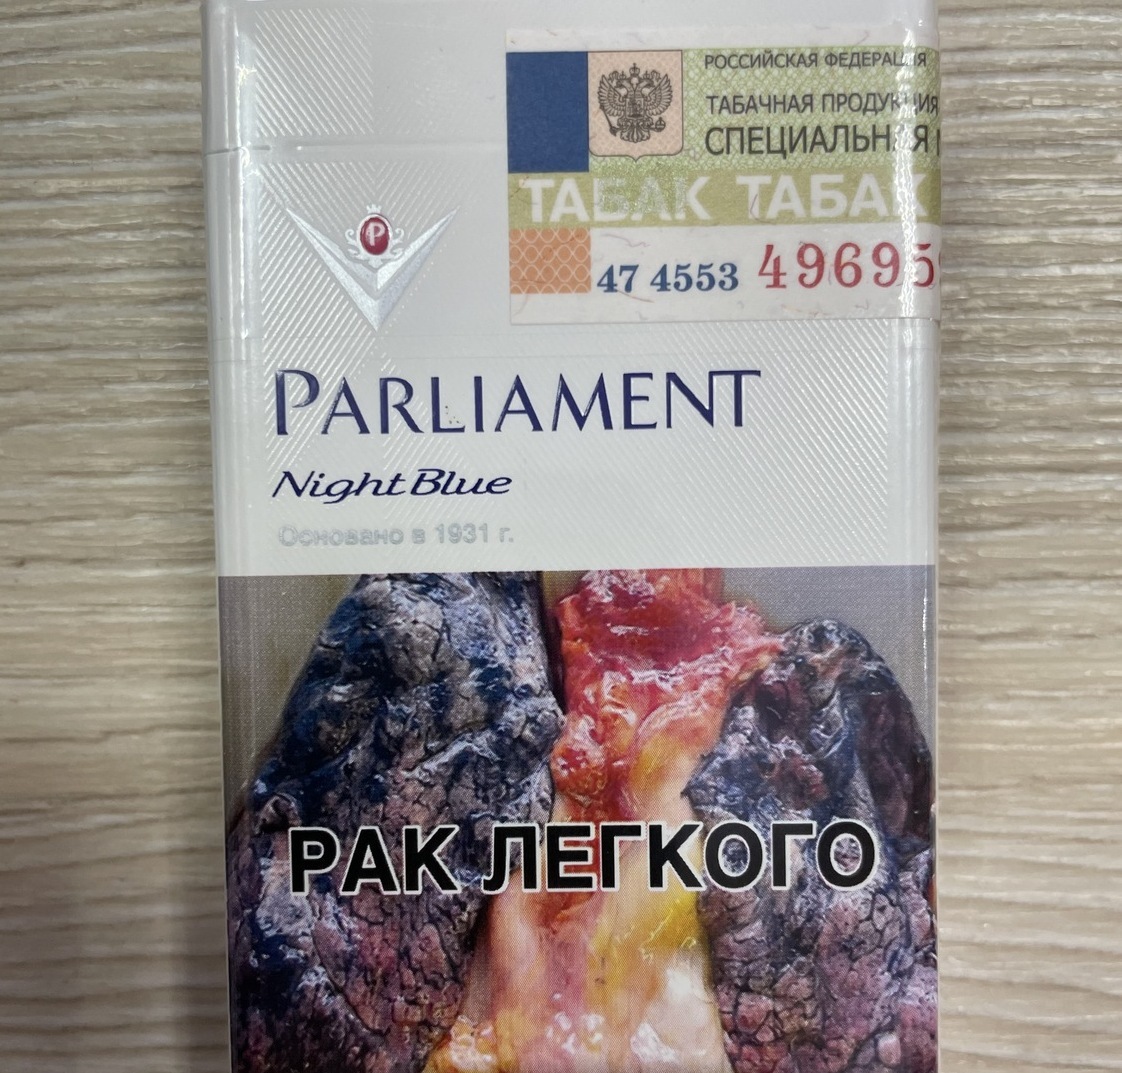 РОССИЙСКАЯ ФЕДЕРАЦИЯ
ТАБАЧНАЯ ПРОДУКЦИЯ
СПЕЦИАЛЬНАЯ
ТАБАК ТАБАК
47 4553 49695
P
PARLIAMENT
Night Blue
Основано в 1931 г.
РАК ЛЕГКОГО